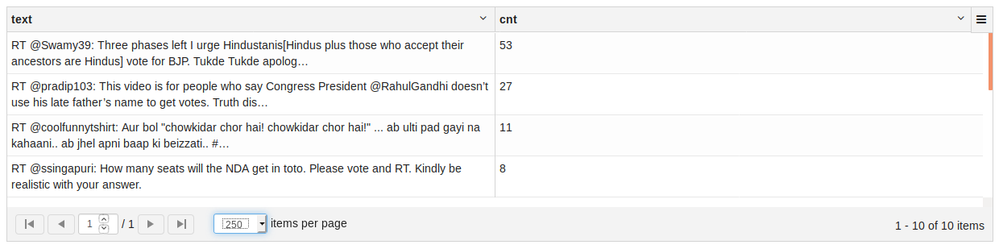 text cnt
RT @Swamy39: Three phases left I urge Hindustanis[Hindus plus those who accept their 53
ancestors are Hindus] vote for BJP. Tukde Tukde apolog…
RT @pradip103: This video is for people who say Congress President @RahulGandhi doesn’t 27
use his late father’s name to get votes. Truth dis…
RT @coolfunnytshirt: Aur bol "chowkidar chor hai! chowkidar chor hai!" ... ab ulti pad gayi na 11
kahaani.. ab jhel apni baap ki beizzati.. #…
RT @ssingapuri: How many seats will the NDA get in toto. Please vote and RT. Kindly be 8
realistic with your answer.
1 / 1 250 items per page 1 - 10 of 10 items